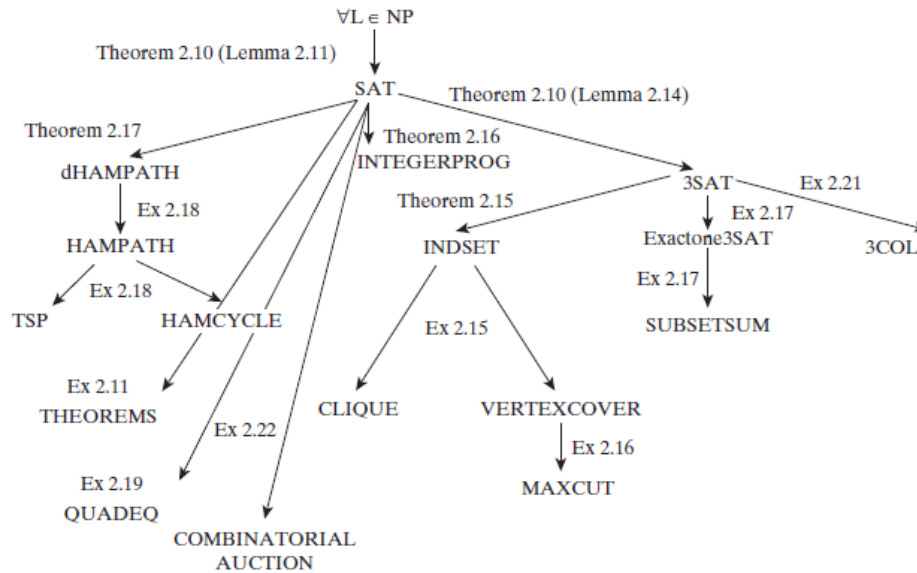 ∀L ∈ NP
Theorem 2.10 (Lemma 2.11)
SAT
Theorem 2.10 (Lemma 2.14)
Theorem 2.17
Theorem 2.16
INTEGERPROG
dHAMPATH
3SAT
Ex 2.21
Theorem 2.15
Ex 2.18
Ex 2.17
HAMPATH
INDSET
Exactone3SAT
3COL
Ex 2.18
Ex 2.17
TSP
HAMCYCLE
Ex 2.15
SUBSETSUM
Ex 2.11
THEOREMS
CLIQUE
VERTEXCOVER
Ex 2.22
Ex 2.16
Ex 2.19
QUADEQ
MAXCUT
COMBINATORIAL
AUCTION